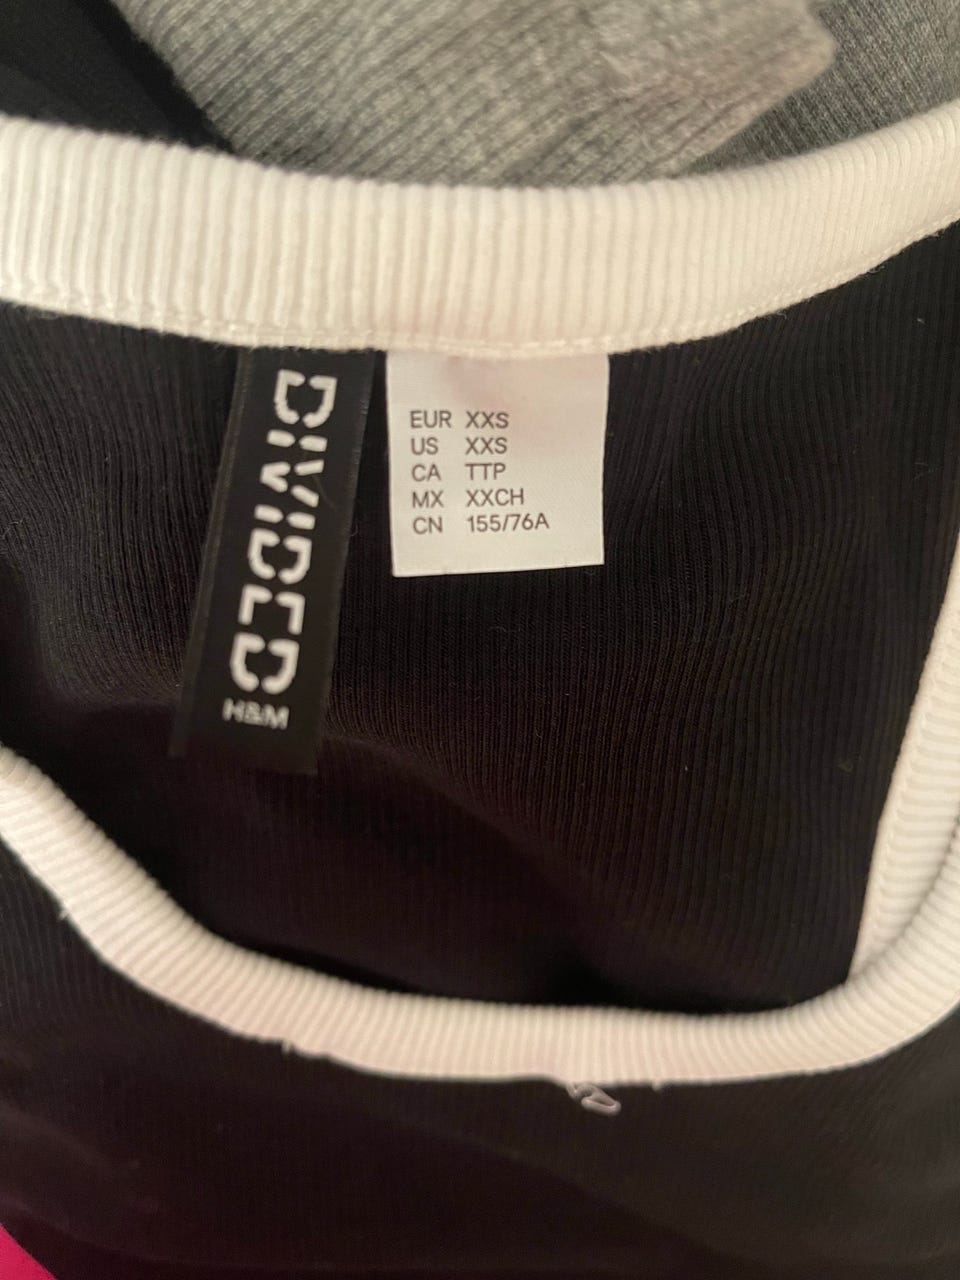 DIVIDED
H&M
EUR XXS
US XXS
CA TTP
MX XXCH
CN 155/76A